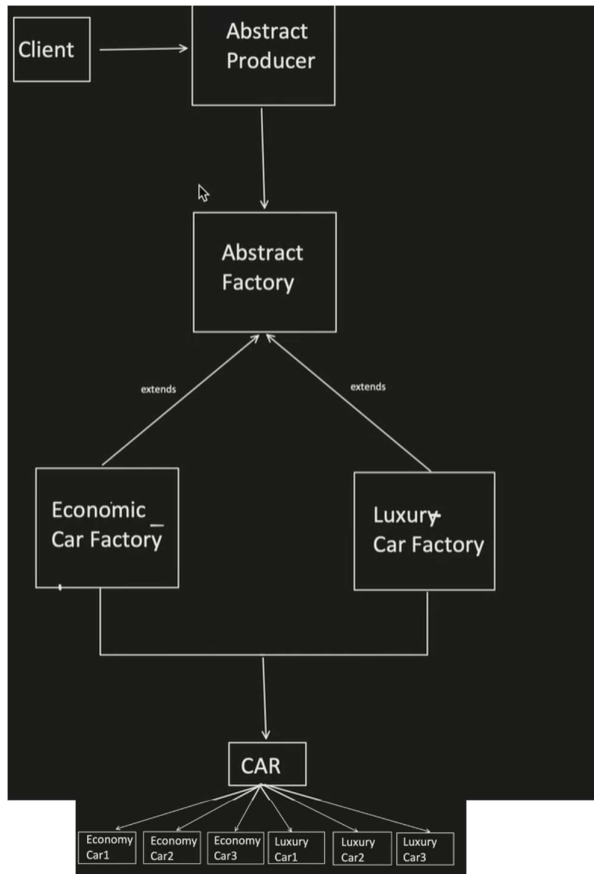 Client
Abstract
Producer
Abstract
Factory
extends
extends
Economic
Car Factory
Luxury
Car Factory
CAR
Economy
Car1
Economy
Car2
Economy
Car3
Luxury
Car1
Luxury
Car2
Luxury
Car3